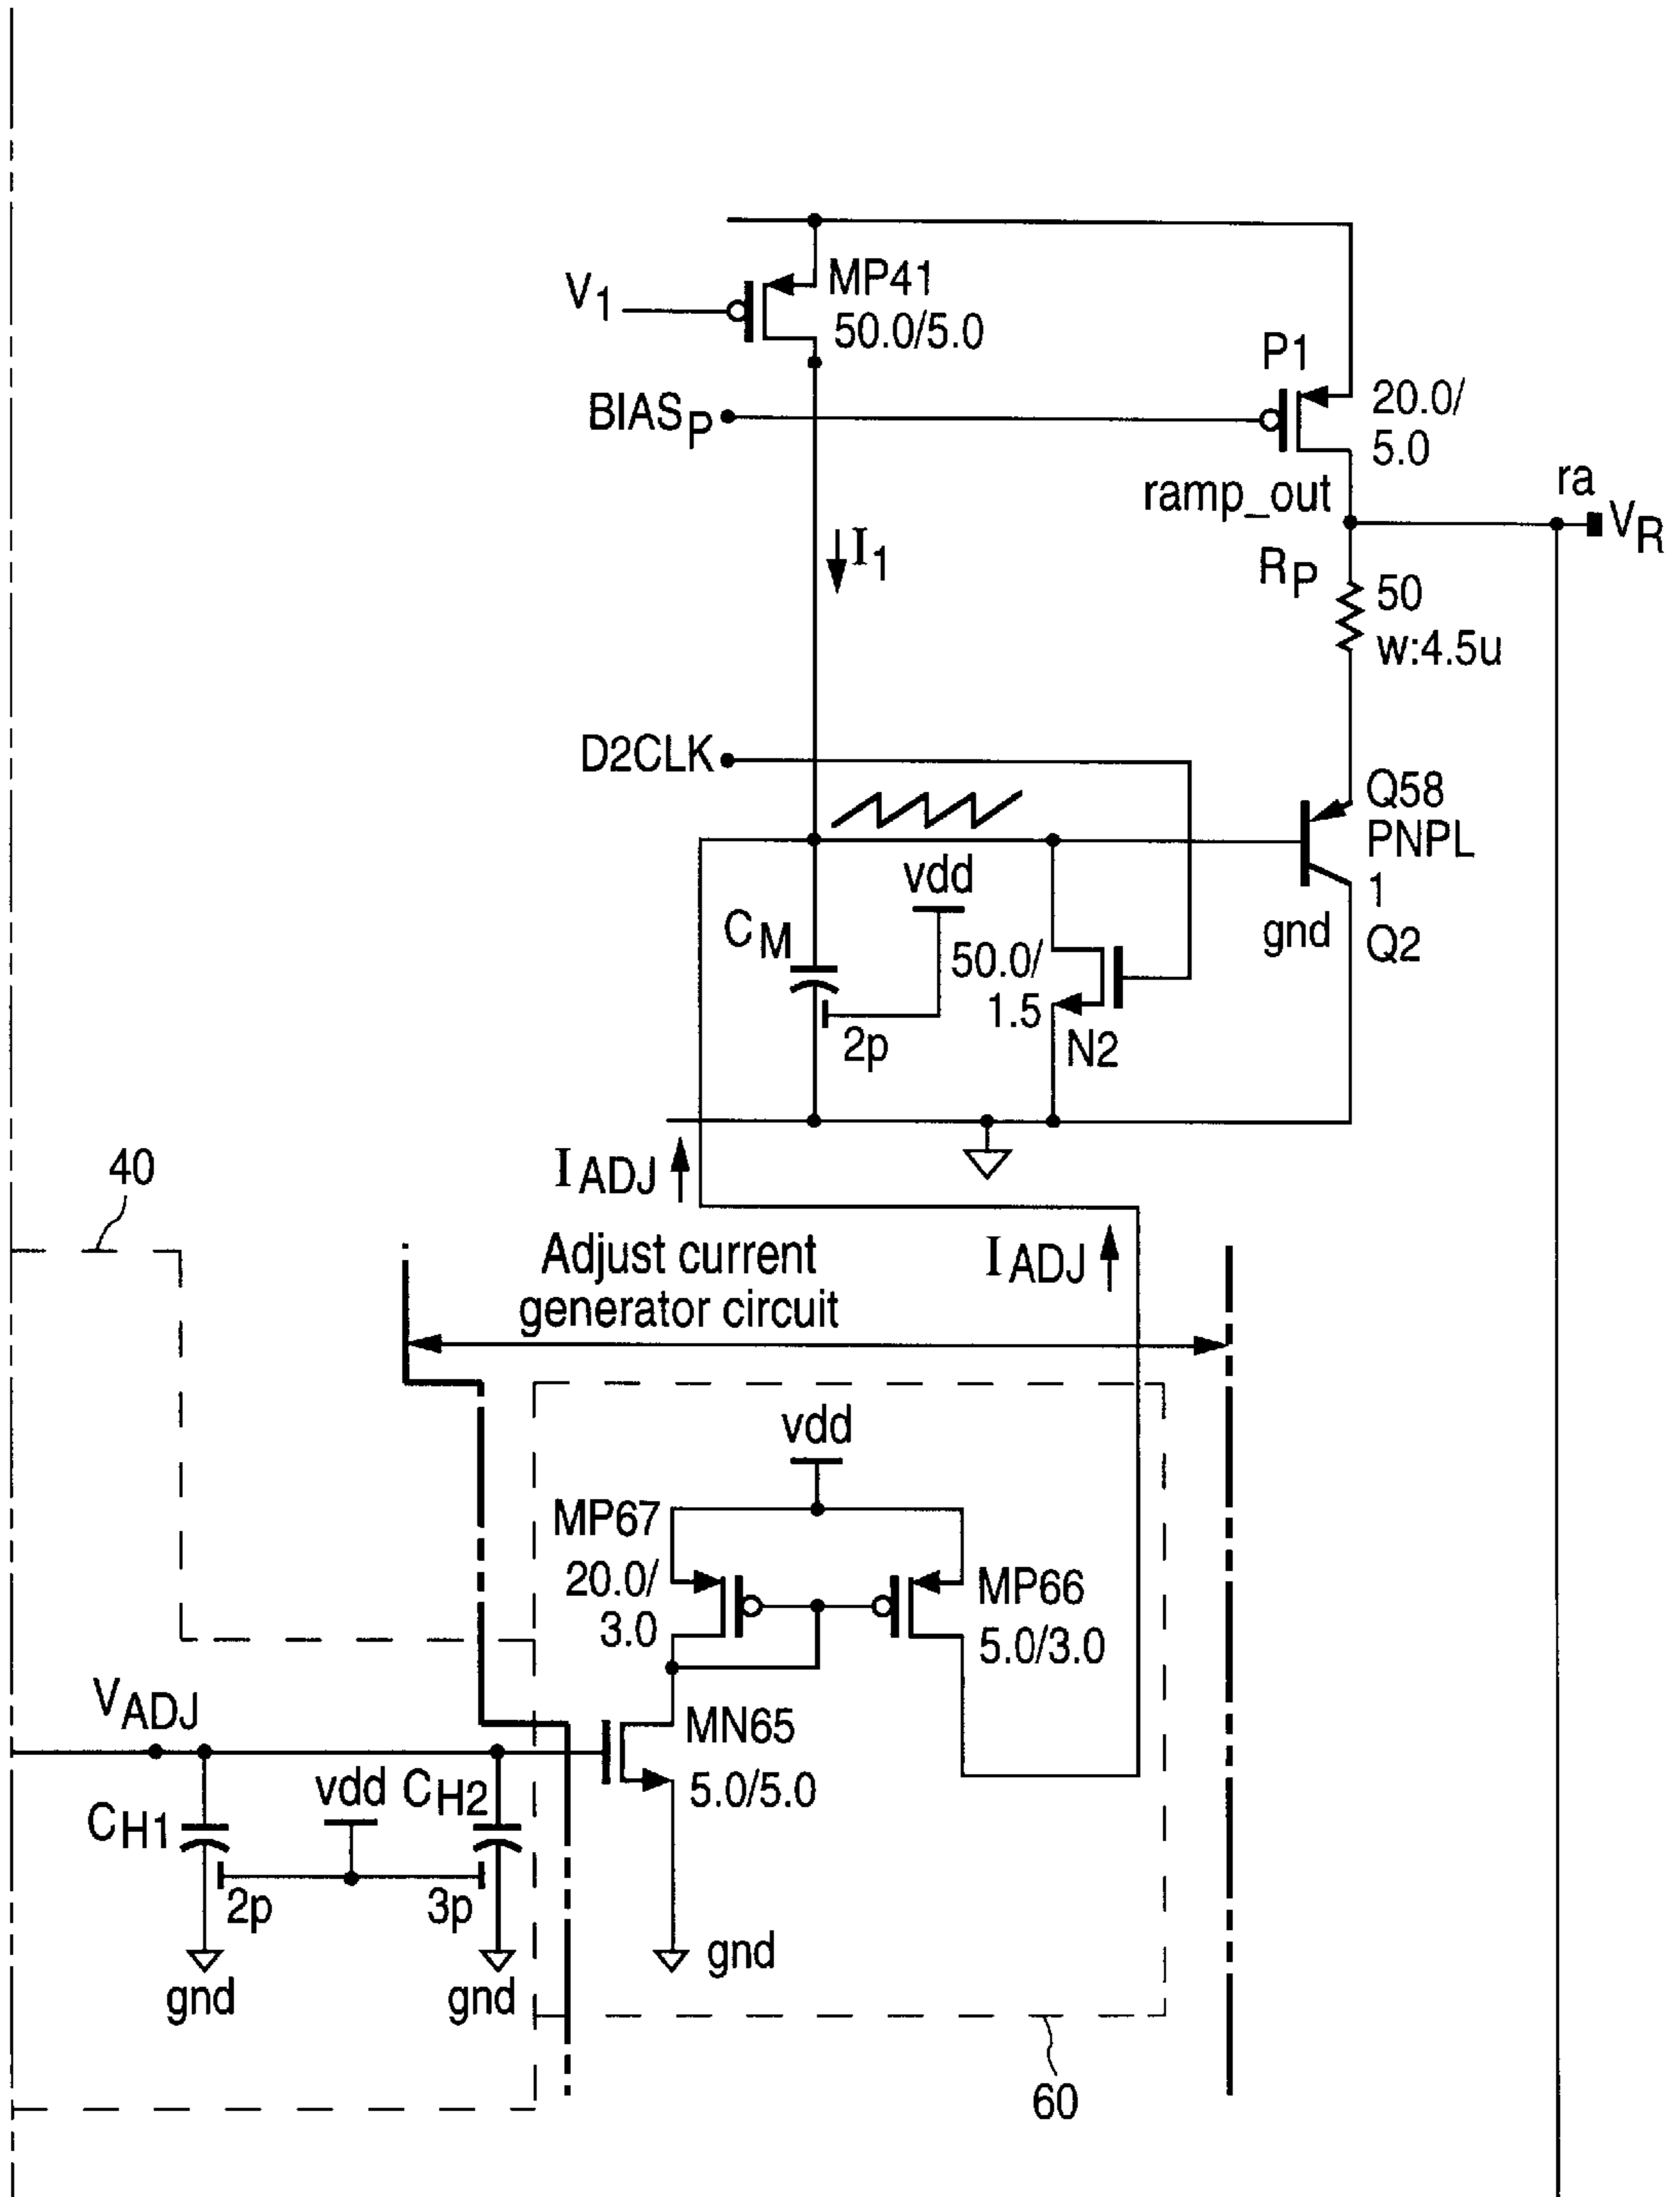 V1
MP41
50.0/5.0
P1
BIASP
20.0/
5.0
ramp_out
ra
VR
I1
RP
50
w:4.5u
D2CLK
Q58
PNPL
1
Q2
vdd
CM
50.0/
1.5
gnd
2p
N2
40
IADJ
IADJ
Adjust current
generator circuit
vdd
MP67
20.0/
3.0
MP66
5.0/3.0
VADJ
MN65
5.0/5.0
vdd
CH2
CH1
2p
3p
gnd
gnd
gnd
60